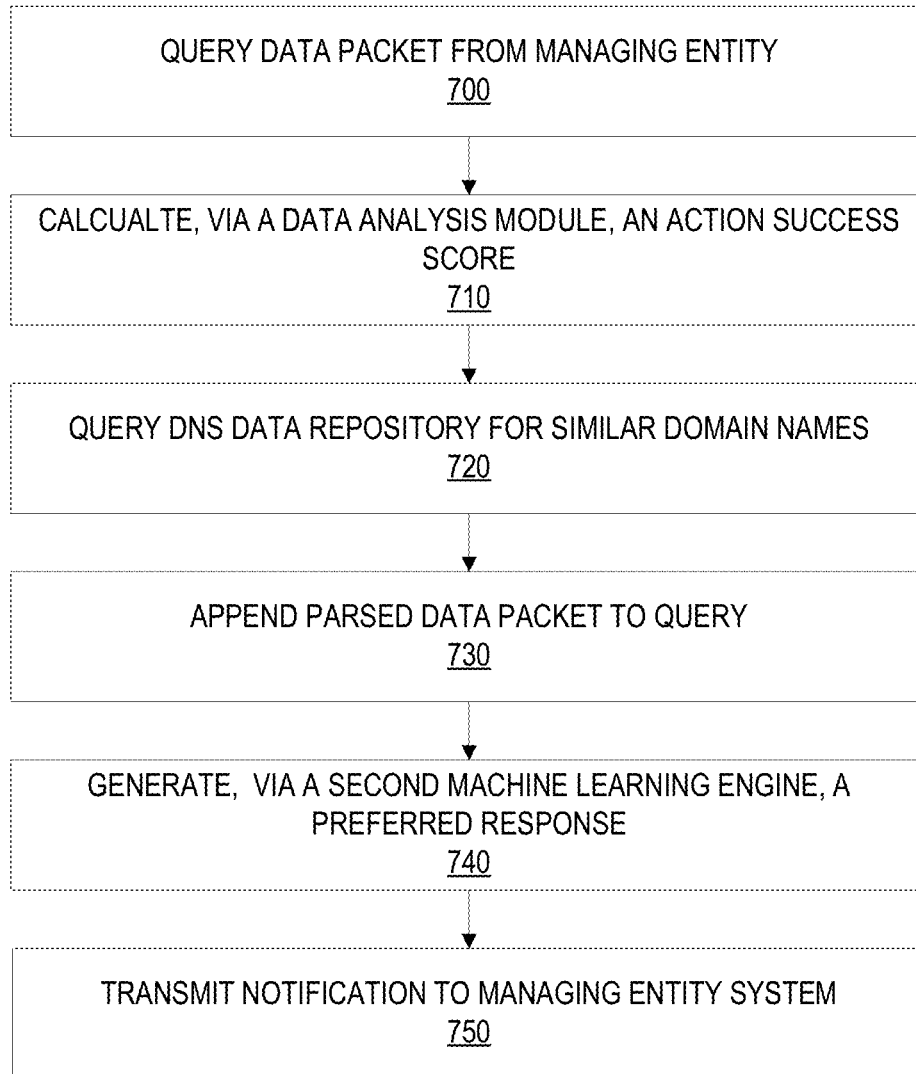 QUERY DATA PACKET FROM MANAGING ENTITY
700
CALCUALTE, VIA A DATA ANALYSIS MODULE, AN ACTION SUCCESS
SCORE
710
QUERY DNS DATA REPOSITORY FOR SIMILAR DOMAIN NAMES
720
APPEND PARSED DATA PACKET TO QUERY
730
GENERATE, VIA A SECOND MACHINE LEARNING ENGINE, A
PREFERRED RESPONSE
740
TRANSMIT NOTIFICATION TO MANAGING ENTITY SYSTEM
750